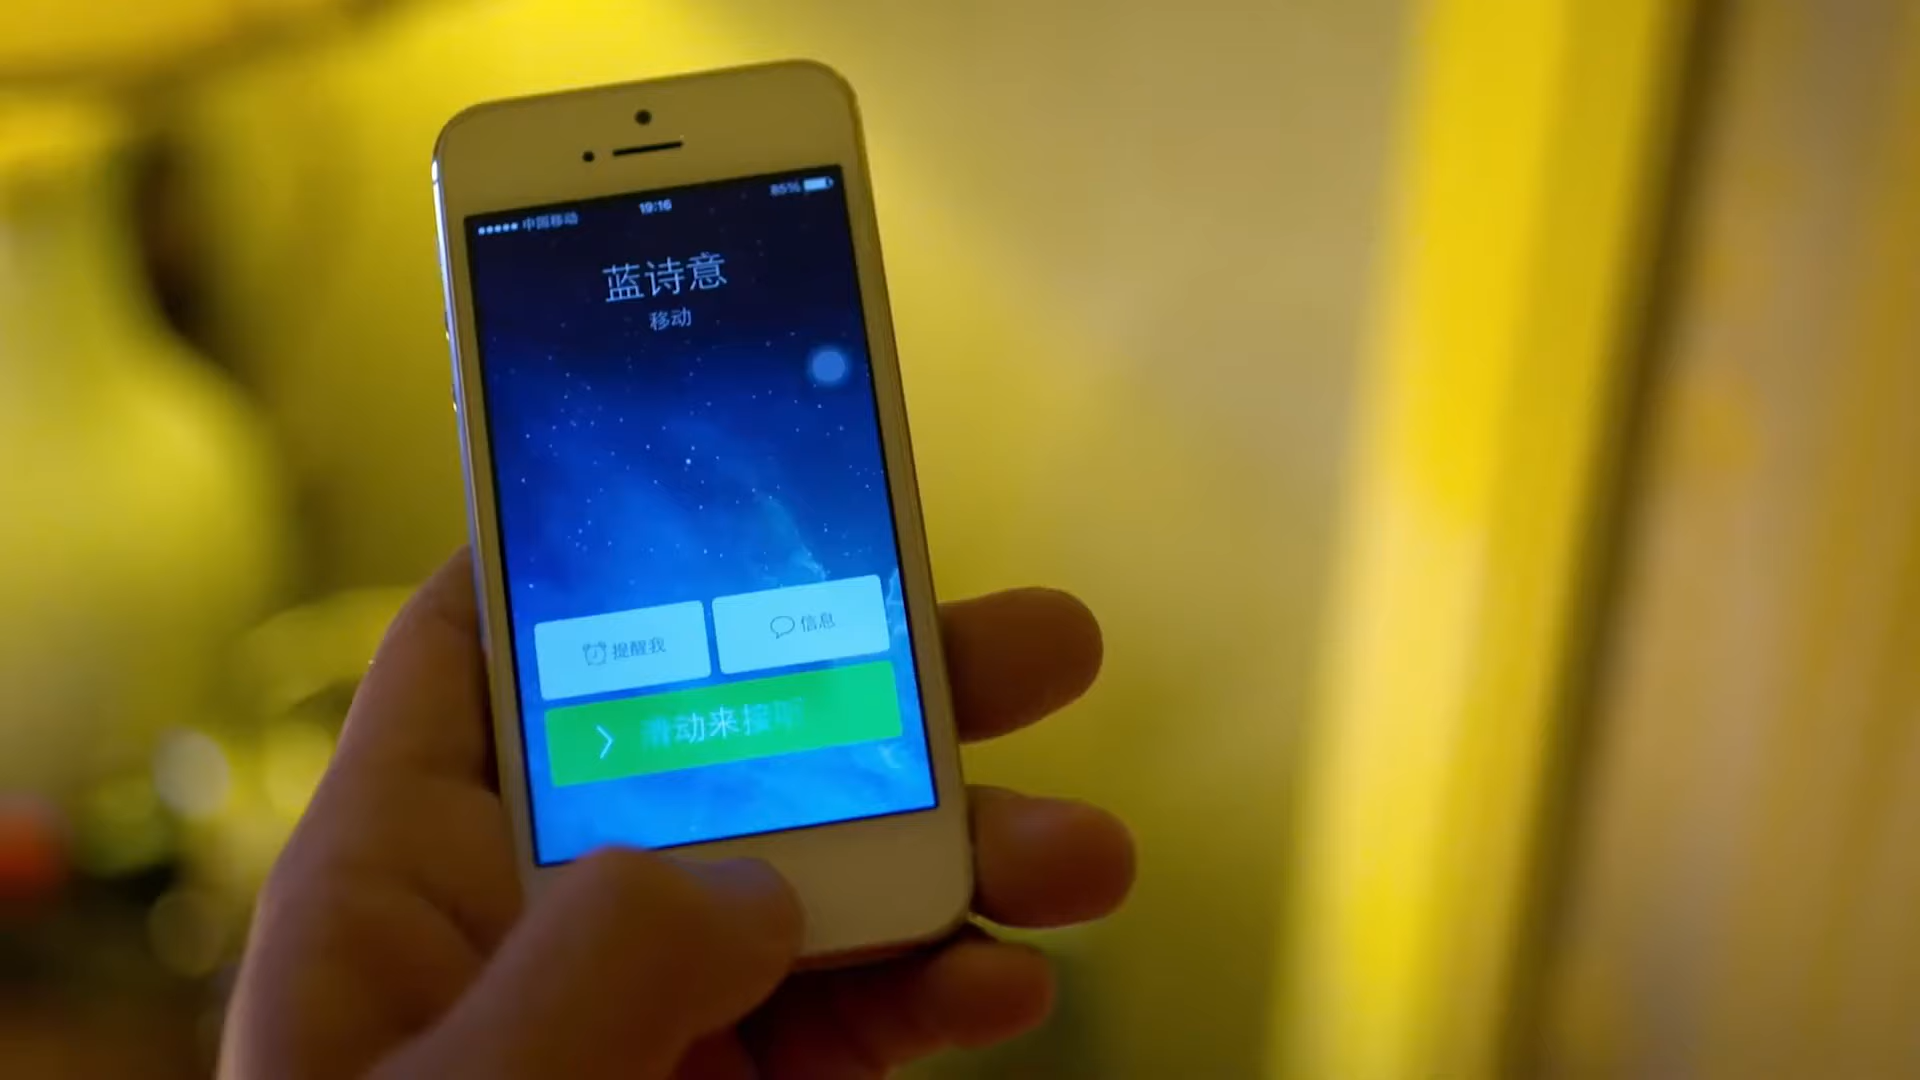 中国移动 19:16 85%
蓝诗意
移动
提醒我 信息
滑动来接听